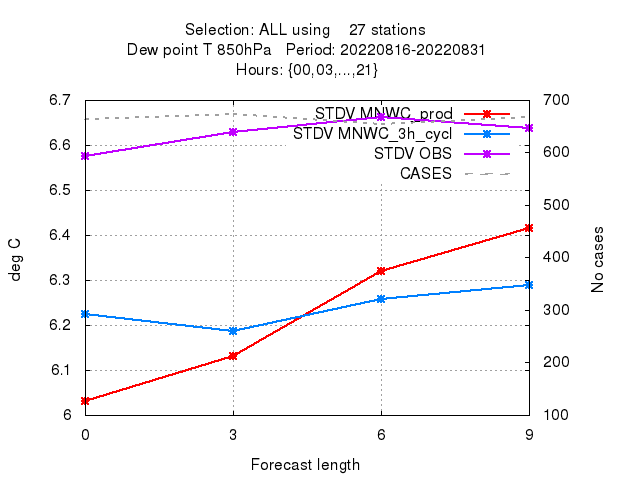 Selection: ALL using 27 stations
Dew point T 850hPa Period: 20220816-20220831
Hours: {00,03,...,21}
6.7 700
STDV MNWC_prod
STDV MNWC_3h_cycl
6.6 600
STDV OBS
CASES
6.5 500
6.4 400
deg C
No cases
6.3 300
6.2 200
6.1
6 100
0 3 6 9
Forecast length